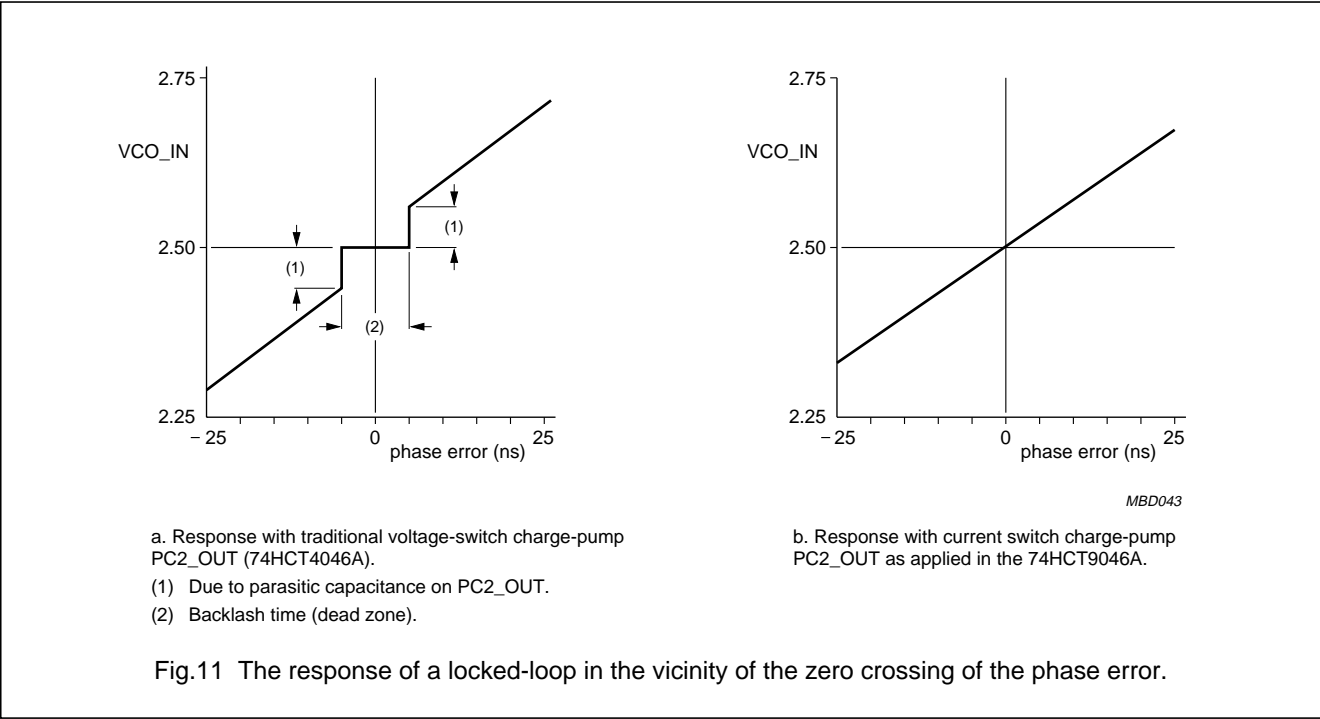 2.75
VCO_IN
2.50
2.25
(1)
(1)
(2)
− 25
0
25
phase error (ns)
2.75
VCO_IN
2.50
2.25
− 25
0
25
phase error (ns)
MBD043
a. Response with traditional voltage-switch charge-pump
PC2_OUT (74HCT4046A).
(1) Due to parasitic capacitance on PC2_OUT.
(2) Backlash time (dead zone).
b. Response with current switch charge-pump
PC2_OUT as applied in the 74HCT9046A.
Fig.11 The response of a locked-loop in the vicinity of the zero crossing of the phase error.